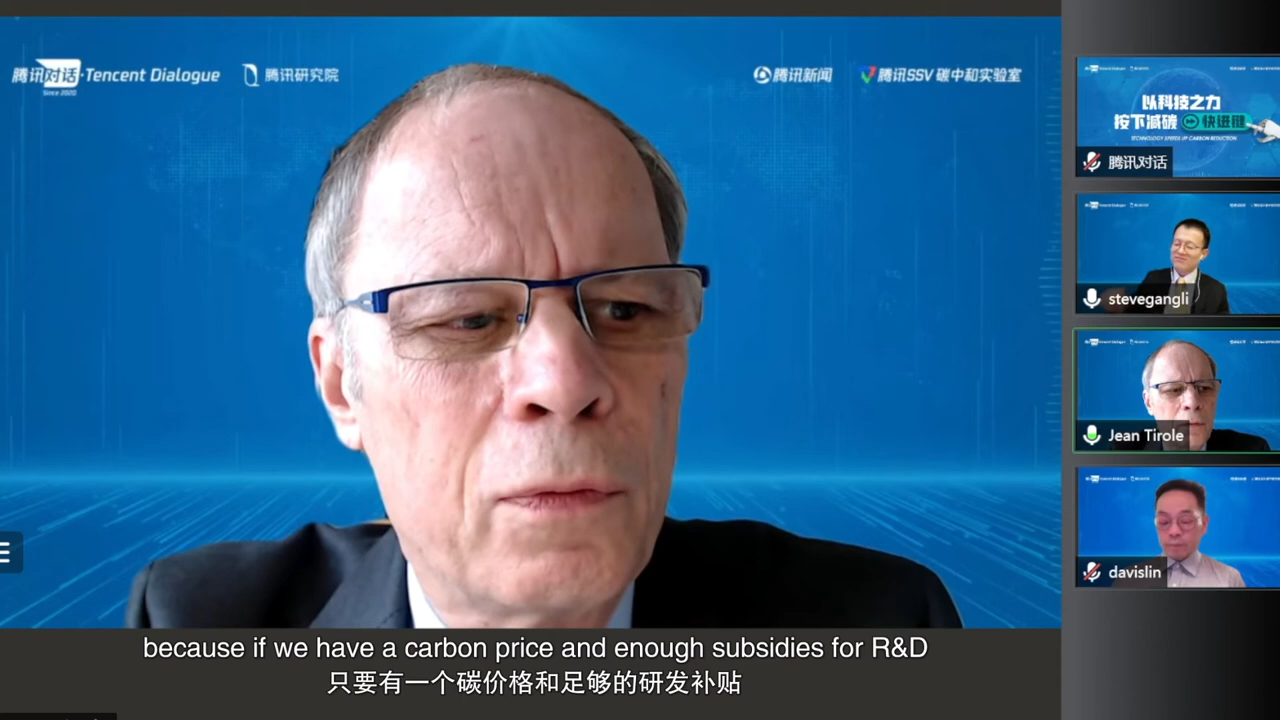 腾讯对话·Tencent Dialogue
Since 2020
腾讯研究院
腾讯新闻
腾讯SSV 碳中和实验室
because if we have a carbon price and enough subsidies for R&D
只要有一个碳价格和足够的研发补贴
以科技之力
按下减碳 快进键
TECHNOLOGY SPEEDS UP CARBON REDUCTION
腾讯对话
stevegangli
Jean Tirole
davislin